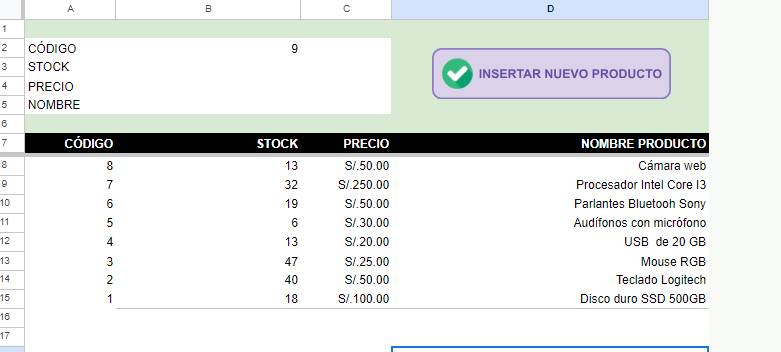 A B C D
1
2 CÓDIGO 9
3 STOCK INSERTAR NUEVO PRODUCTO
4 PRECIO
5 NOMBRE
6
7 CÓDIGO STOCK PRECIO NOMBRE PRODUCTO
8 8 13 S/.50.00 Cámara web
9 7 32 S/.250.00 Procesador Intel Core I3
10 6 19 S/.50.00 Parlantes Bluetooh Sony
11 5 6 S/.30.00 Audífonos con micrófono
12 4 13 S/.20.00 USB de 20 GB
13 3 47 S/.25.00 Mouse RGB
14 2 40 S/.50.00 Teclado Logitech
15 1 18 S/.100.00 Disco duro SSD 500GB
16
17